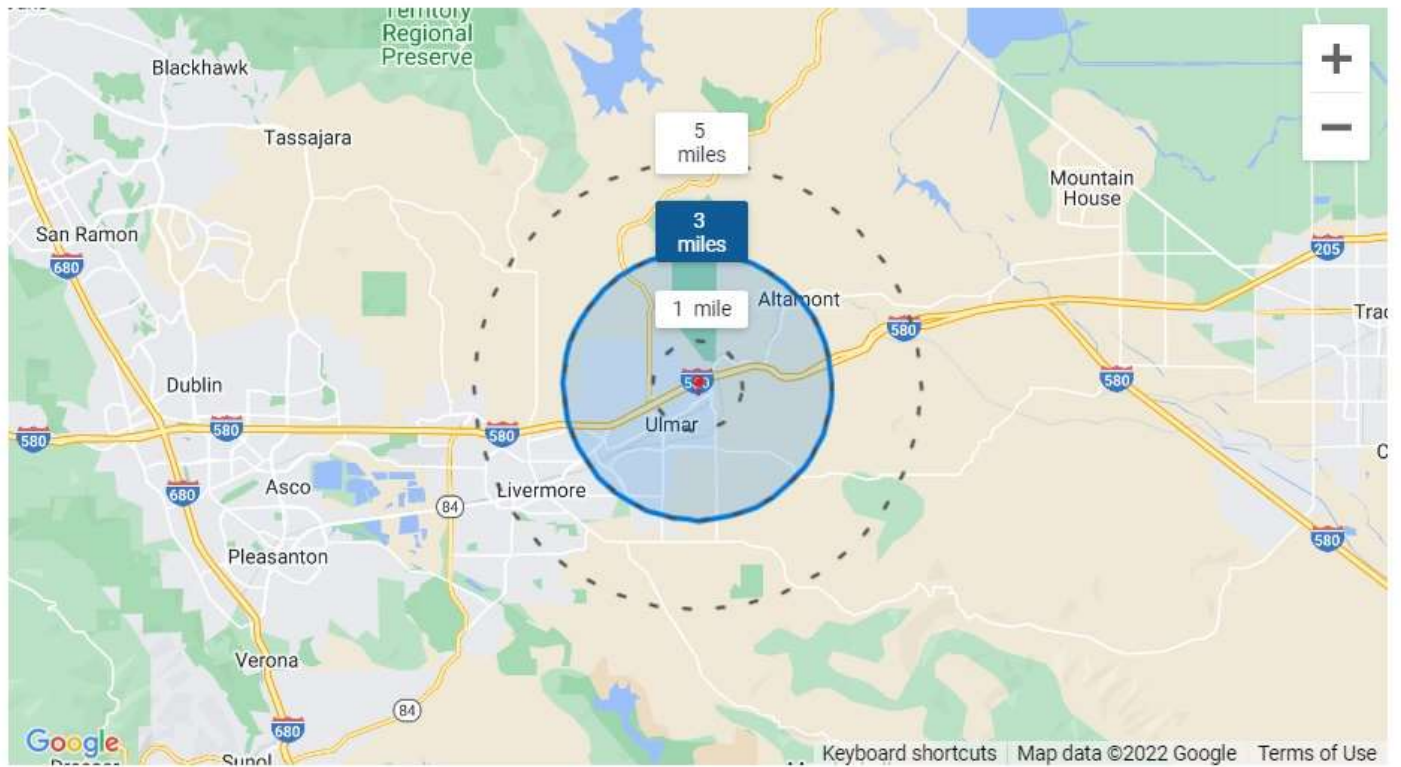 Territory
Regional
Preserve
Blackhawk
Tassajara
5
miles
Mountain
House
3
miles
San Ramon
680
205
1 mile
Altamont
580
580
580
Dublin
Ulmar
580
580
580
Asco
Livermore
680
84
Pleasanton
580
Verona
84
680
Google
Sunol
Keyboard shortcuts
Map data ©2022 Google
Terms of Use